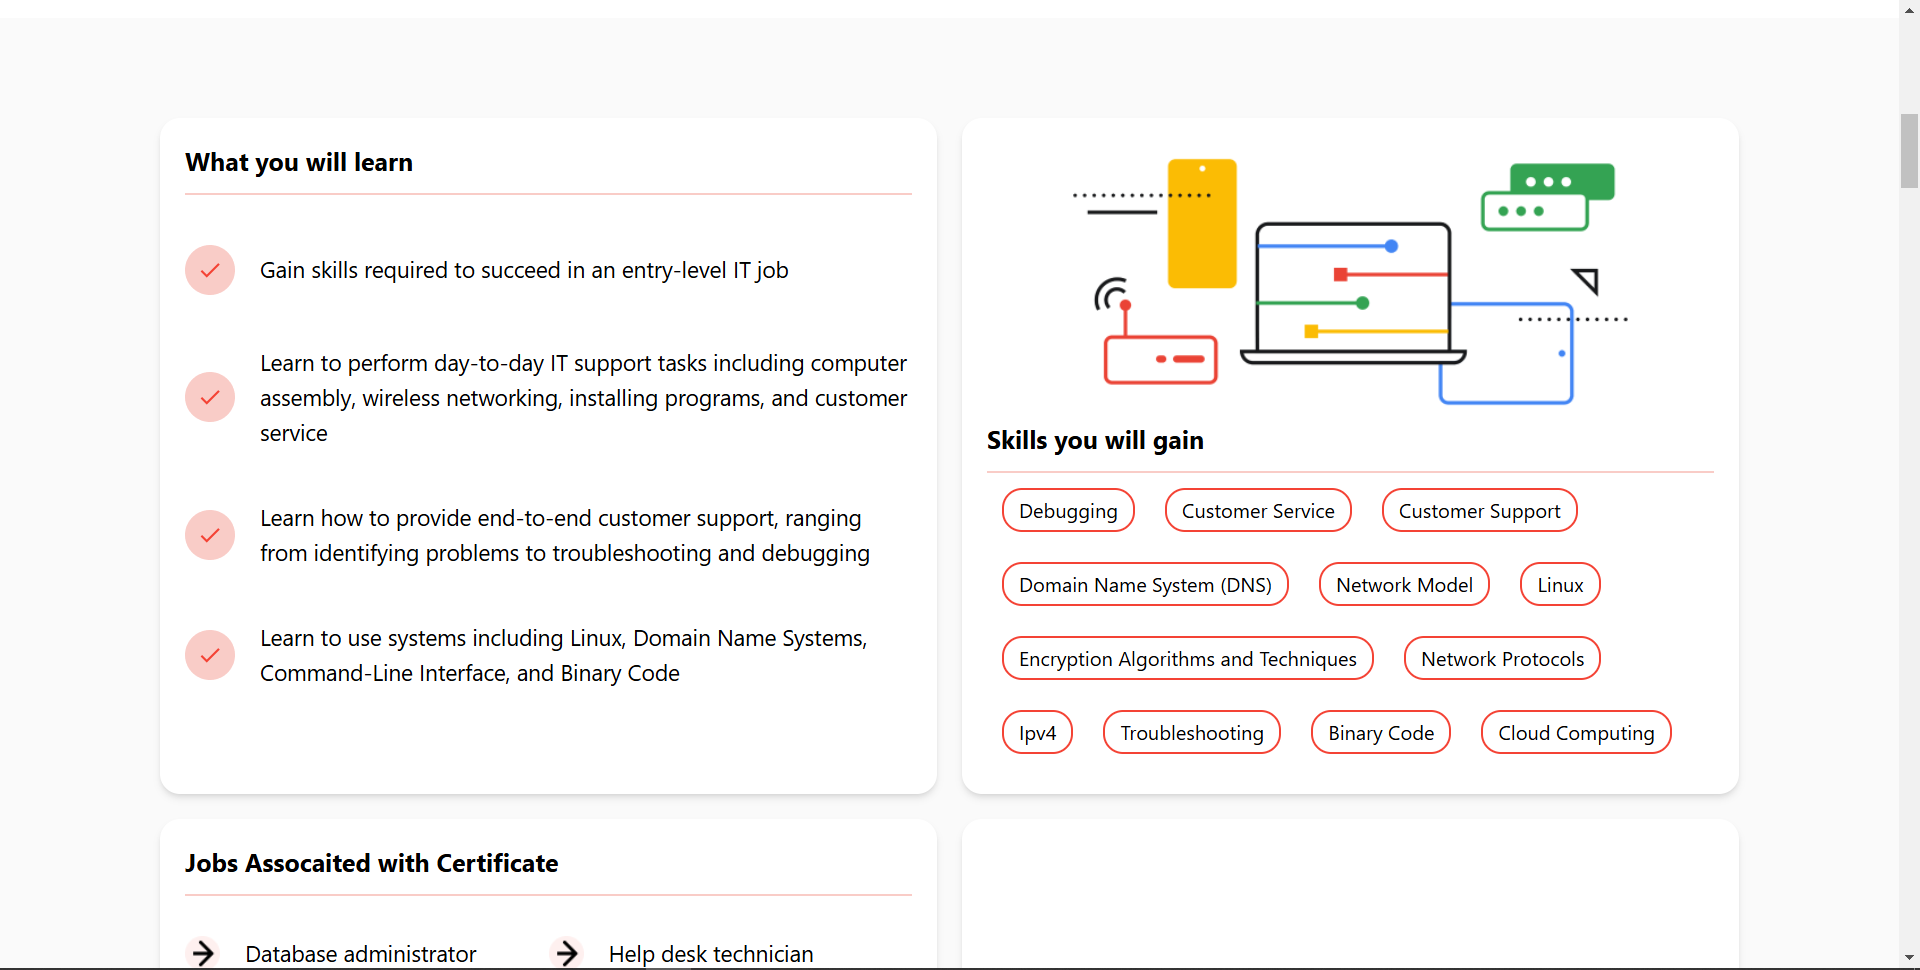 What you will learn
Gain skills required to succeed in an entry-level IT job
Learn to perform day-to-day IT support tasks including computer
assembly, wireless networking, installing programs, and customer
service
Learn how to provide end-to-end customer support, ranging
from identifying problems to troubleshooting and debugging
Learn to use systems including Linux, Domain Name Systems,
Command-Line Interface, and Binary Code
Skills you will gain
Debugging
Customer Service
Customer Support
Domain Name System (DNS)
Network Model
Linux
Encryption Algorithms and Techniques
Network Protocols
Ipv4
Troubleshooting
Binary Code
Cloud Computing
Jobs Assocaited with Certificate
Database administrator
Help desk technician